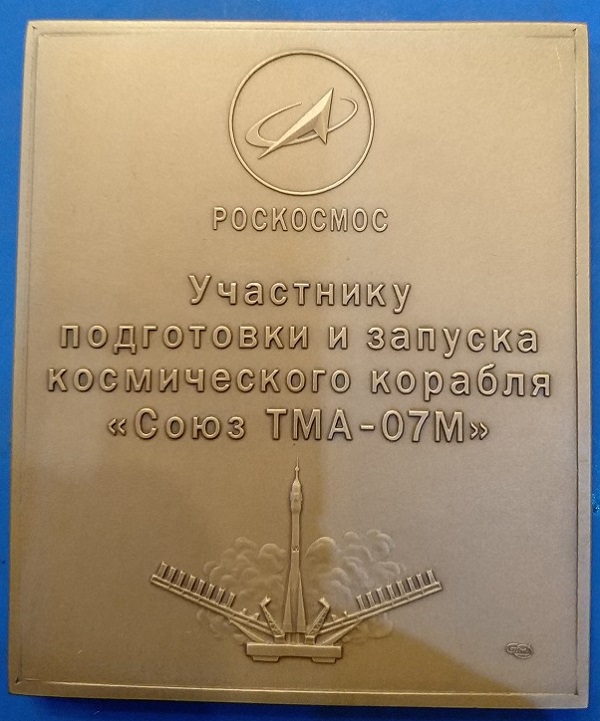 РОСКОСМОС
Участнику
подготовки и запуска
космического корабля
«Союз ТМА-07М»